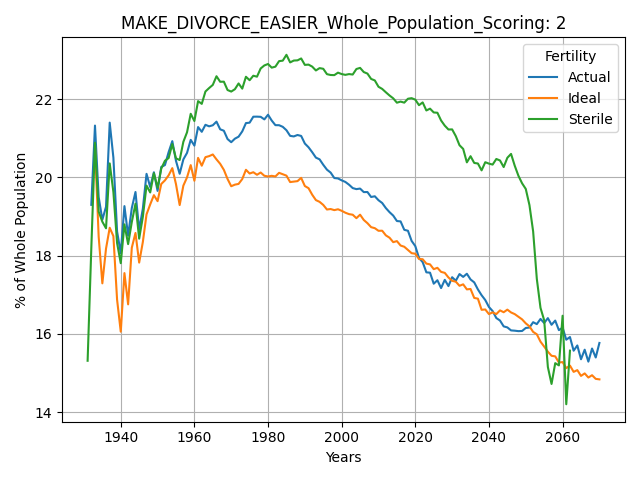 MAKE_DIVORCE_EASIER_Whole_Population_Scoring: 2
Fertility
Actual
Ideal
Sterile
% of Whole Population
22
20
18
16
14
1940
1960
1980
2000
2020
2040
2060
Years